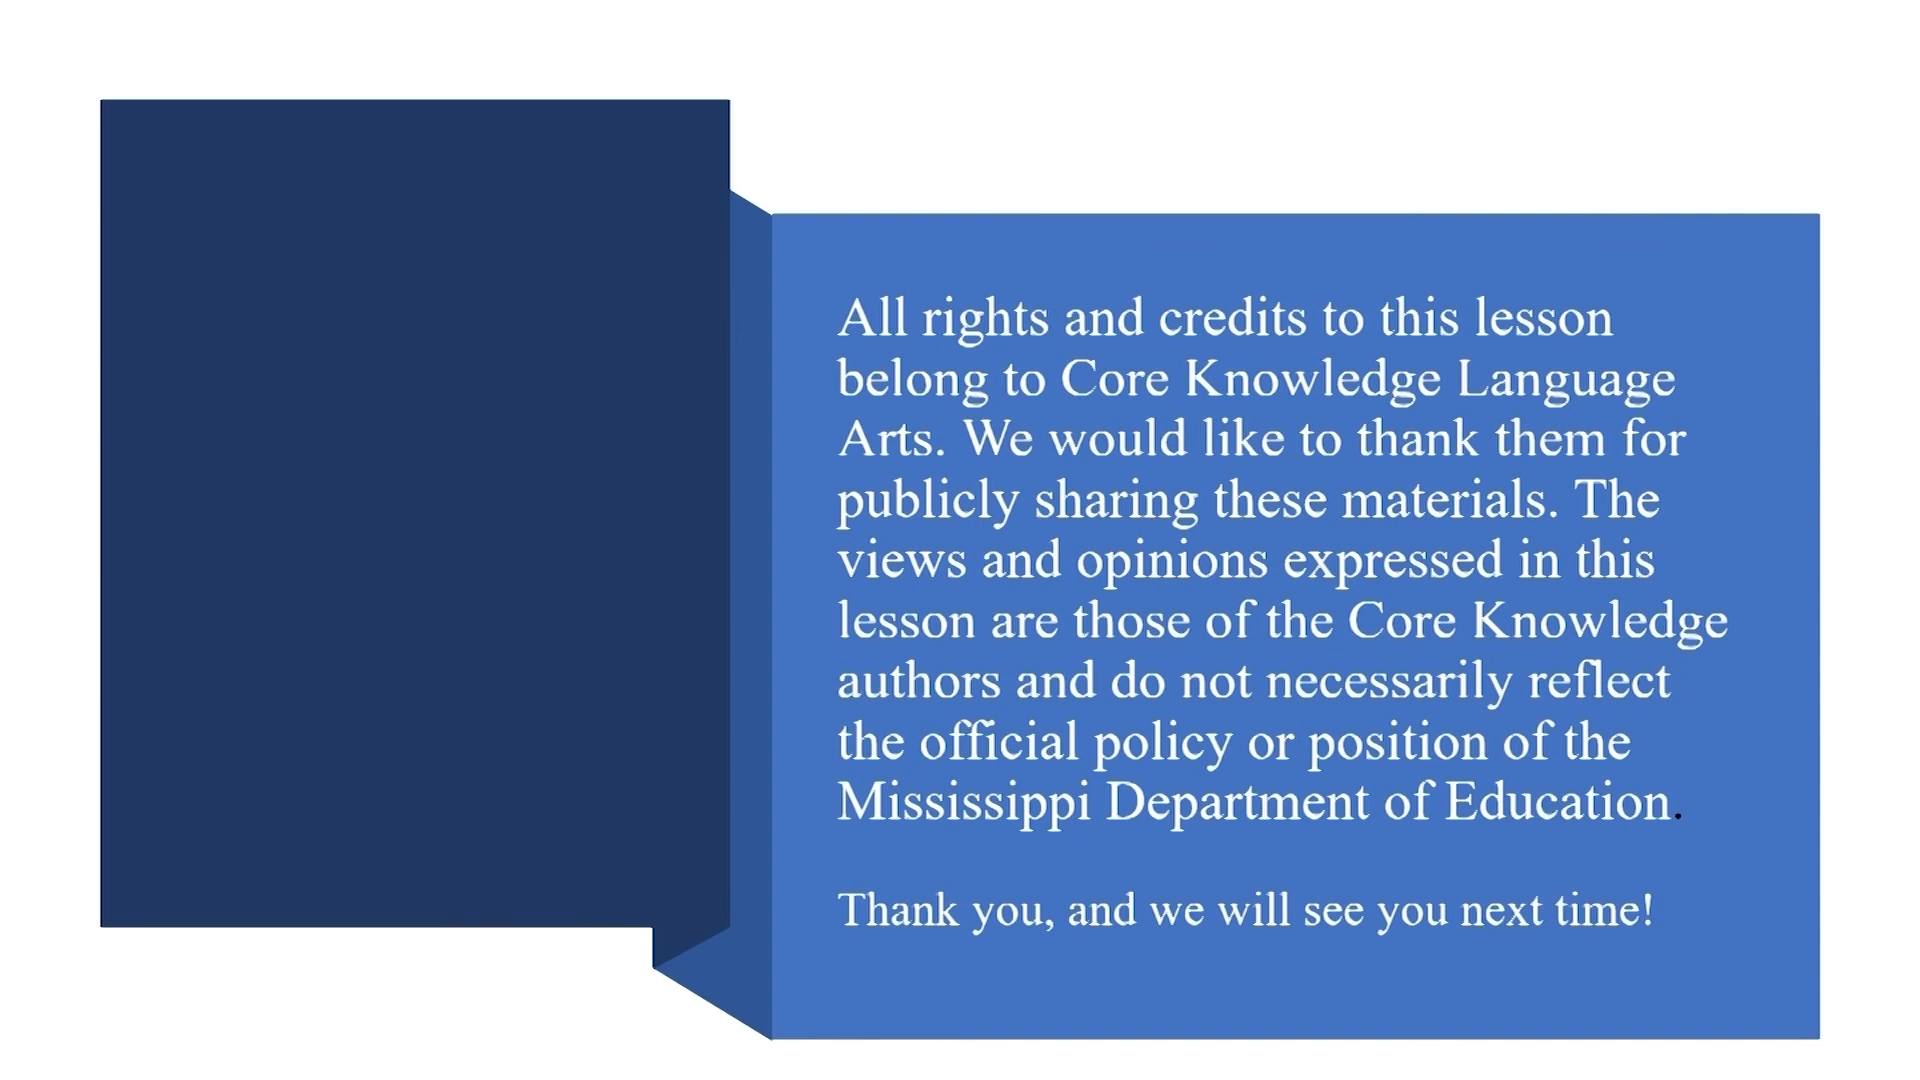 All rights and credits to this lesson
belong to Core Knowledge Language
Arts. We would like to thank them for
publicly sharing these materials. The
views and opinions expressed in this
lesson are those of the Core Knowledge
authors and do not necessarily reflect
the official policy or position of the
Mississippi Department of Education.
Thank you, and we will see you next time!